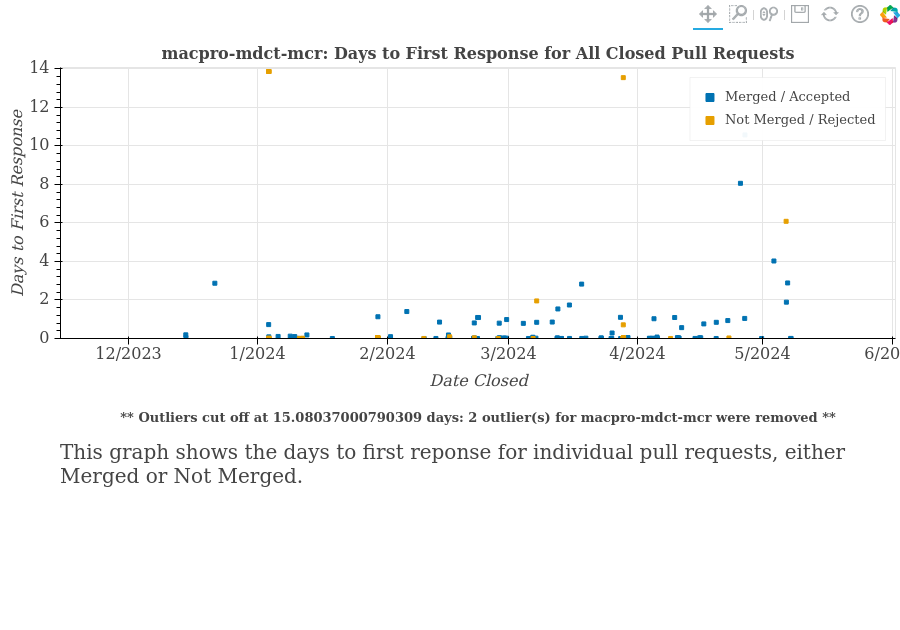 macpro-mdct-mcr: Days to First Response for All Closed Pull Requests
14
12
10
8
6
4
2
0
Days to First Response
Merged / Accepted
Not Merged / Rejected
12/2023
1/2024
2/2024
3/2024
4/2024
5/2024
6/20
Date Closed
** Outliers cut off at 15.08037000790309 days: 2 outlier(s) for macpro-mdct-mcr were removed **
This graph shows the days to first reponse for individual pull requests, either
Merged or Not Merged.